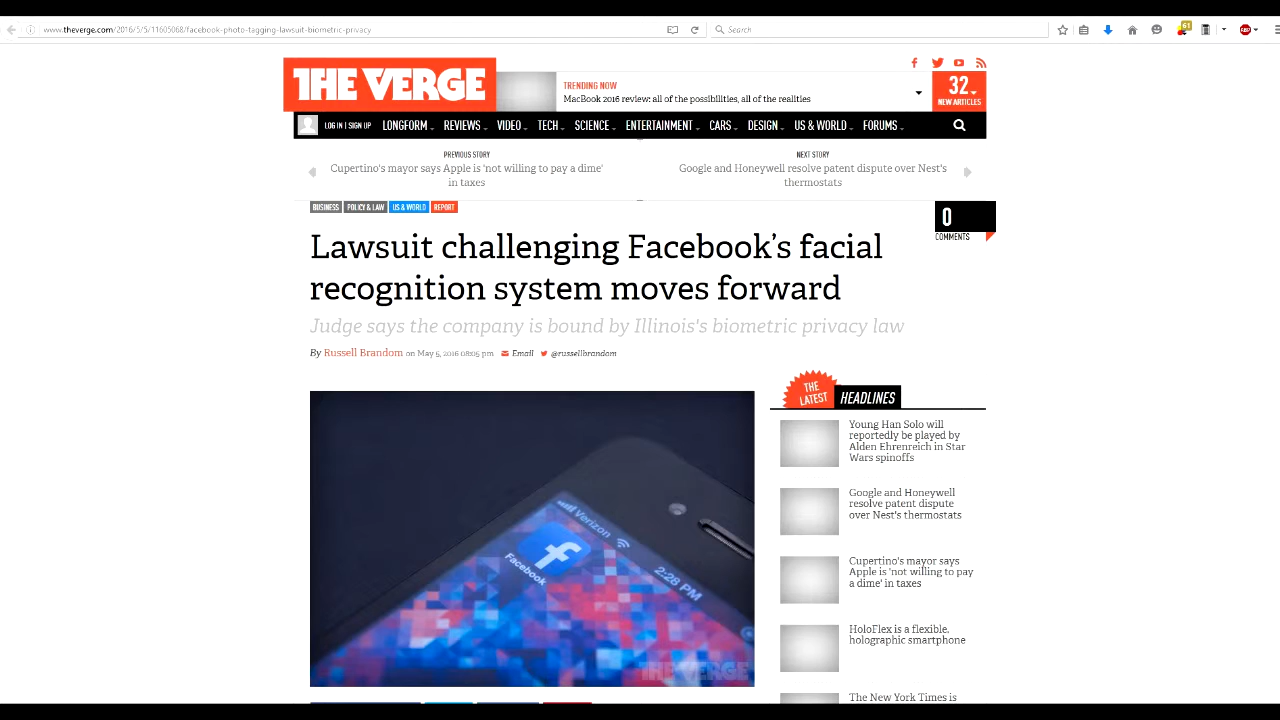 www.theverge.com/2016/5/5/11605068/facebook-photo-tagging-lawsuit-biometric-privacy
Search
61
ABP
THE VERGE
TRENDING NOW
MacBook 2016 review: all of the possibilities, all of the realities
32
NEW ARTICLES
LOG IN | SIGN UP
LONGFORM
REVIEWS
VIDEO
TECH
SCIENCE
ENTERTAINMENT
CARS
DESIGN
US & WORLD
FORUMS
PREVIOUS STORY
Cupertino's mayor says Apple is 'not willing to pay a dime'
in taxes
NEXT STORY
Google and Honeywell resolve patent dispute over Nest's
thermostats
BUSINESS
POLICY & LAW
US & WORLD
REPORT
0
COMMENTS
Lawsuit challenging Facebook's facial
recognition system moves forward
Judge says the company is bound by Illinois's biometric privacy law
By Russell Brandom on May 5, 2016 08:05 pm
Email
@russellbrandom
Verizon
2:28 PM
Facebook
THE VERGE
THE LATEST
HEADLINES
Young Han Solo will
reportedly be played by
Alden Ehrenreich in Star
Wars spinoffs
Google and Honeywell
resolve patent dispute
over Nest's thermostats
Cupertino's mayor says
Apple is 'not willing to pay
a dime' in taxes
HoloFlex is a flexible,
holographic smartphone
The New York Times is